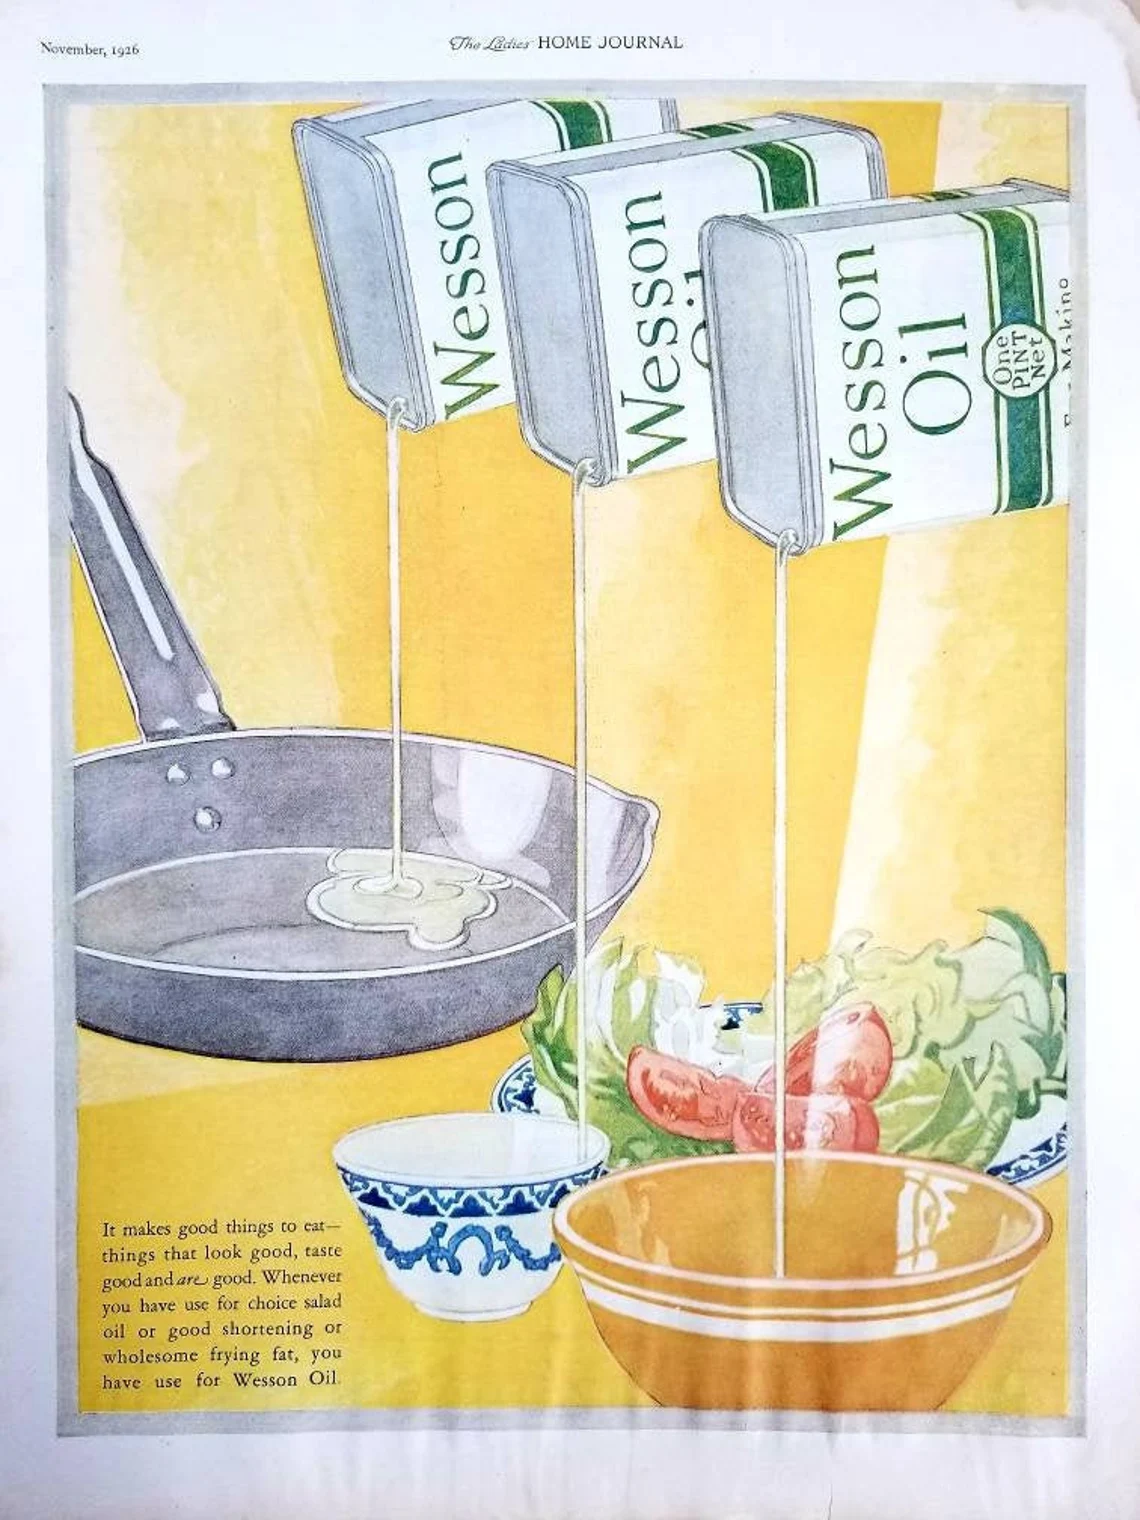 November, 1926
The Ladies' HOME JOURNAL
Wesson
Wesson
Oil
Wesson
Oil
One
PINT
Net
Making
It makes good things to eat—
things that look good, taste
good and are good. Whenever
you have use for choice salad
oil or good shortening or
wholesome frying fat, you
have use for Wesson Oil.